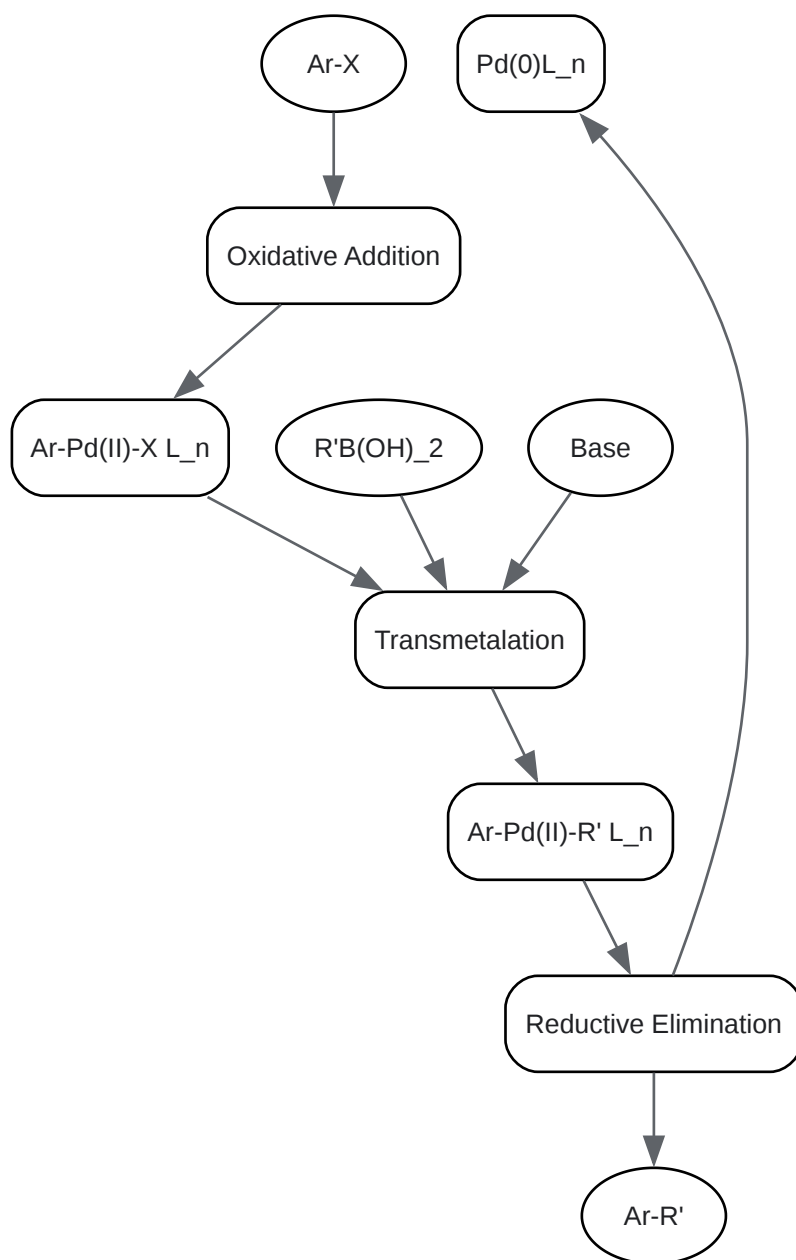 Ar-X
Pd(0)L_n
Oxidative Addition
Ar-Pd(II)-X L_n
R'B(OH)_2
Base
Transmetalation
Ar-Pd(II)-R' L_n
Reductive Elimination
Ar-R'